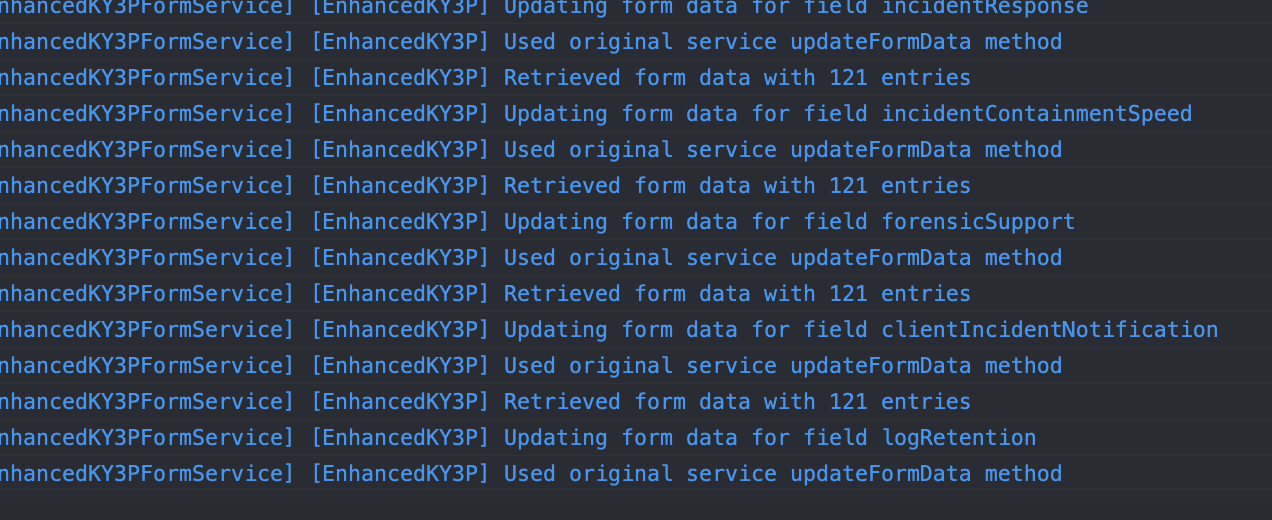 nhancedKY3PFormService] [EnhancedKY3P] Updating form data for field incidentResponse
nhancedKY3PFormService] [EnhancedKY3P] Used original service updateFormData method
nhancedKY3PFormService] [EnhancedKY3P] Retrieved form data with 121 entries
nhancedKY3PFormService] [EnhancedKY3P] Updating form data for field incidentContainmentSpeed
nhancedKY3PFormService] [EnhancedKY3P] Used original service updateFormData method
nhancedKY3PFormService] [EnhancedKY3P] Retrieved form data with 121 entries
nhancedKY3PFormService] [EnhancedKY3P] Updating form data for field forensicSupport
nhancedKY3PFormService] [EnhancedKY3P] Used original service updateFormData method
nhancedKY3PFormService] [EnhancedKY3P] Retrieved form data with 121 entries
nhancedKY3PFormService] [EnhancedKY3P] Updating form data for field clientIncidentNotification
nhancedKY3PFormService] [EnhancedKY3P] Used original service updateFormData method
nhancedKY3PFormService] [EnhancedKY3P] Retrieved form data with 121 entries
nhancedKY3PFormService] [EnhancedKY3P] Updating form data for field logRetention
nhancedKY3PFormService] [EnhancedKY3P] Used original service updateFormData method